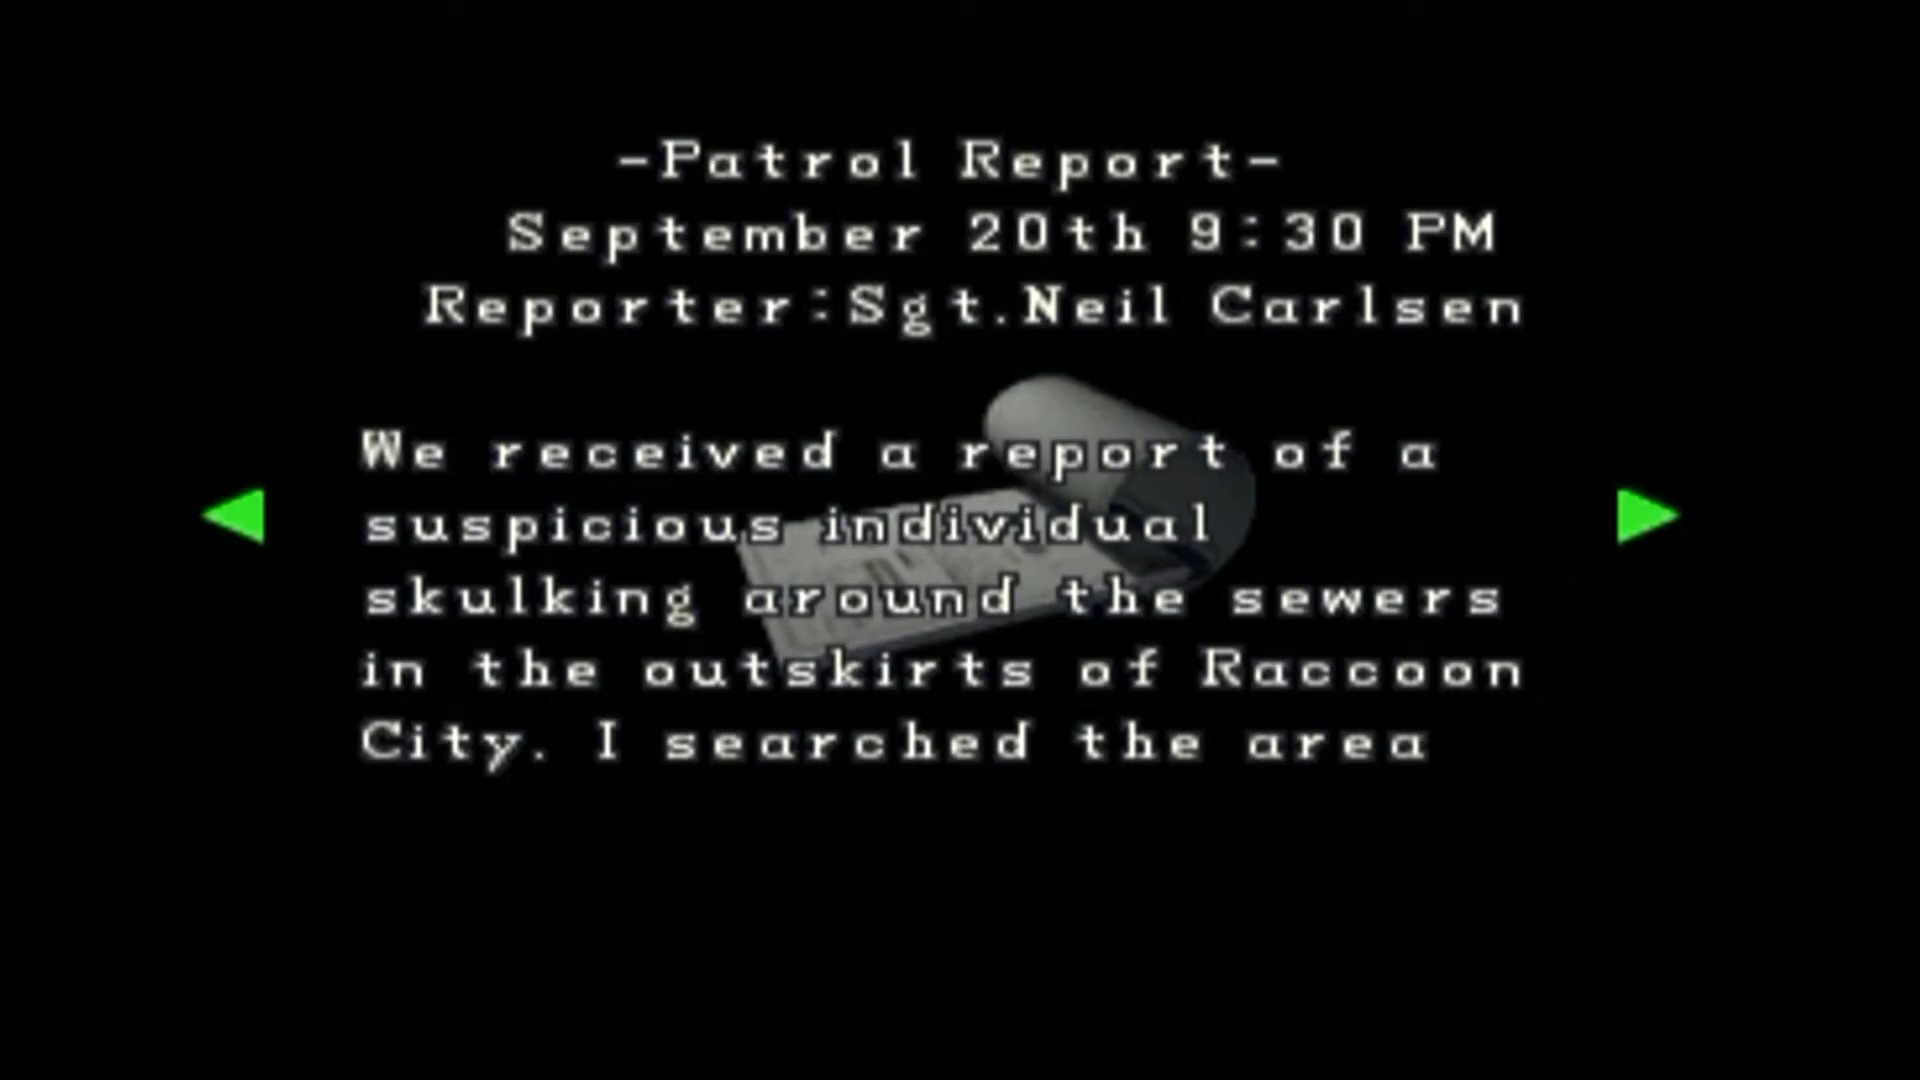 -Patrol Report-
September 20th 9:30 PM
Reporter:Sgt.Neil Carlsen
We received a report of a
suspicious individual
skulking around the sewers
in the outskirts of Raccoon
City. I searched the area